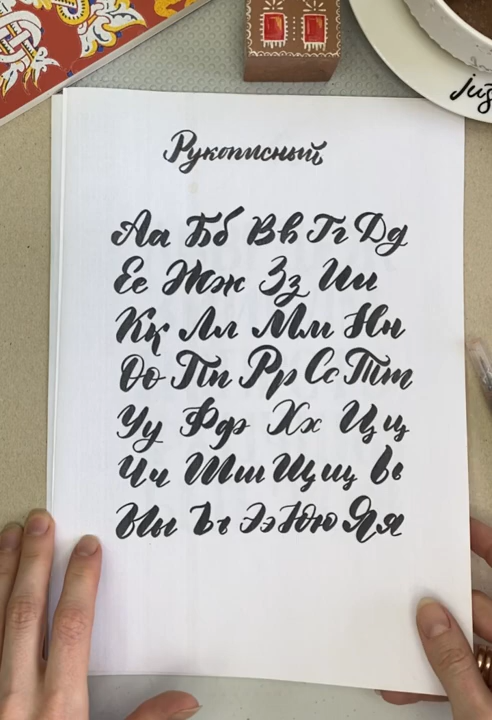 Рукописный
Аа Бб Вв Гг Дд
Ее Жж Зз Ии
Кк Лл Мм Нн
Оо Пп Рр Сс Тт
Уу Фф Хх Цц
Чч Шш Щщ Ьь
Ыы Ъъ Ээ Юю Яя